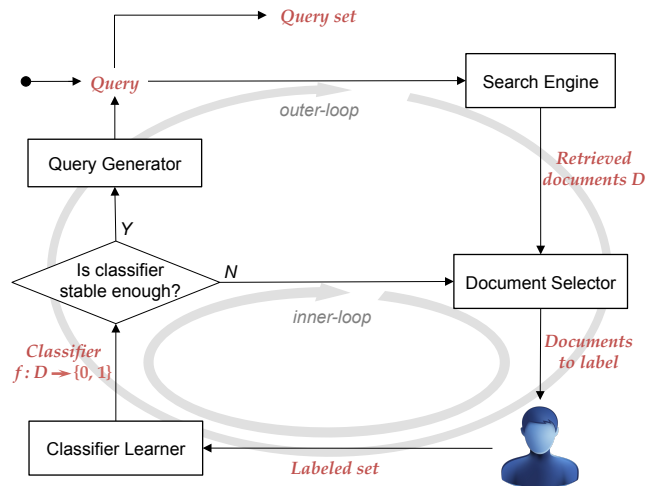 Query set
Query
Search Engine
outer-loop
Query Generator
Retrieved
documents D
Y
Is classifier
stable enough?
N
Document Selector
inner-loop
Classifier
f : D → {0, 1}
Documents
to label
Classifier Learner
Labeled set